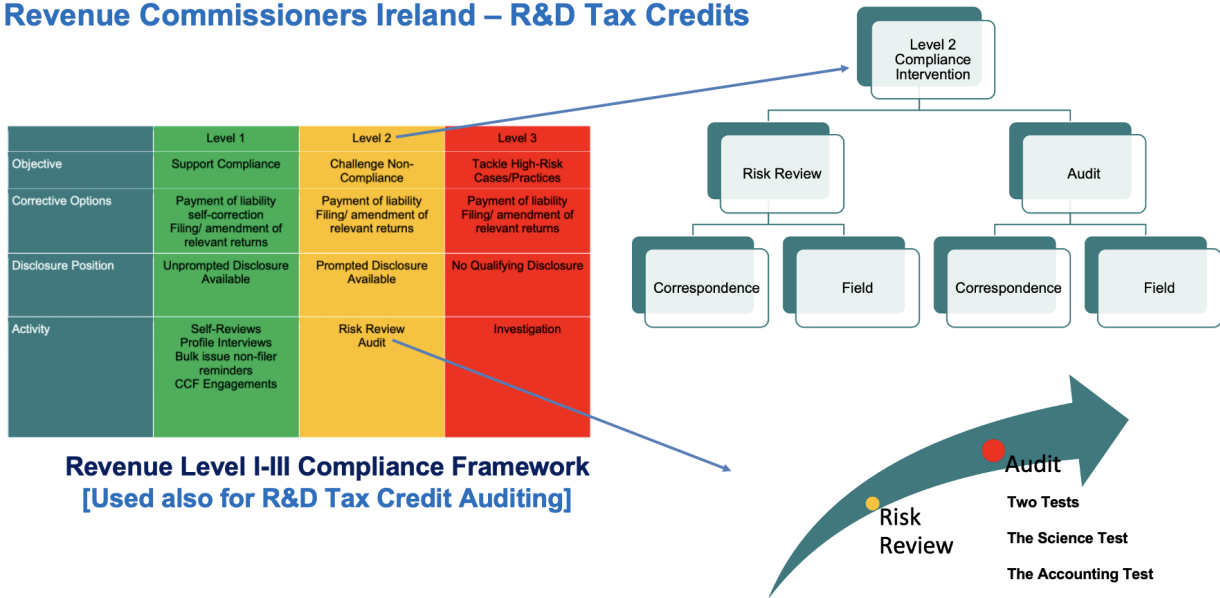 Revenue Commissioners Ireland – R&D Tax Credits
Level 1
Level 2
Level 3
Objective
Support Compliance
Challenge Non-
Compliance
Tackle High-Risk
Cases/Practices
Corrective Options
Payment of liability
self-correction
Filing/ amendment of
relevant returns
Payment of liability
Filing/ amendment of
relevant returns
Payment of liability
Filing/ amendment of
relevant returns
Disclosure Position
Unprompted Disclosure
Available
Prompted Disclosure
Available
No Qualifying Disclosure
Activity
Self-Reviews
Profile Interviews
Bulk issue non-filer
reminders
CCF Engagements
Risk Review
Audit
Investigation
Revenue Level I-III Compliance Framework
[Used also for R&D Tax Credit Auditing]
Level 2
Compliance
Intervention
Risk Review
Audit
Correspondence
Field
Correspondence
Field
Risk
Review
Audit
Two Tests
The Science Test
The Accounting Test